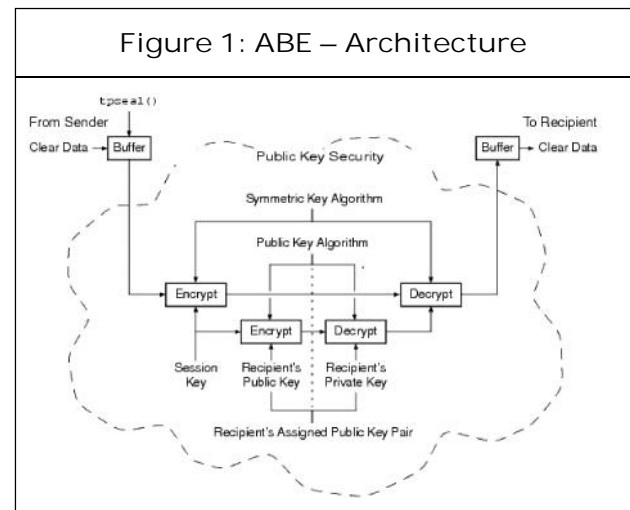 Figure 1: ABE – Architecture
tpseal()
From Sender
To Recipient
Clear Data
Buffer
Buffer
Clear Data
Public Key Security
Symmetric Key Algorithm
Public Key Algorithm
Encrypt
Decrypt
Encrypt
Decrypt
Session
Key
Recipient's
Public Key
Recipient's
Private Key
Recipient's Assigned Public Key Pair